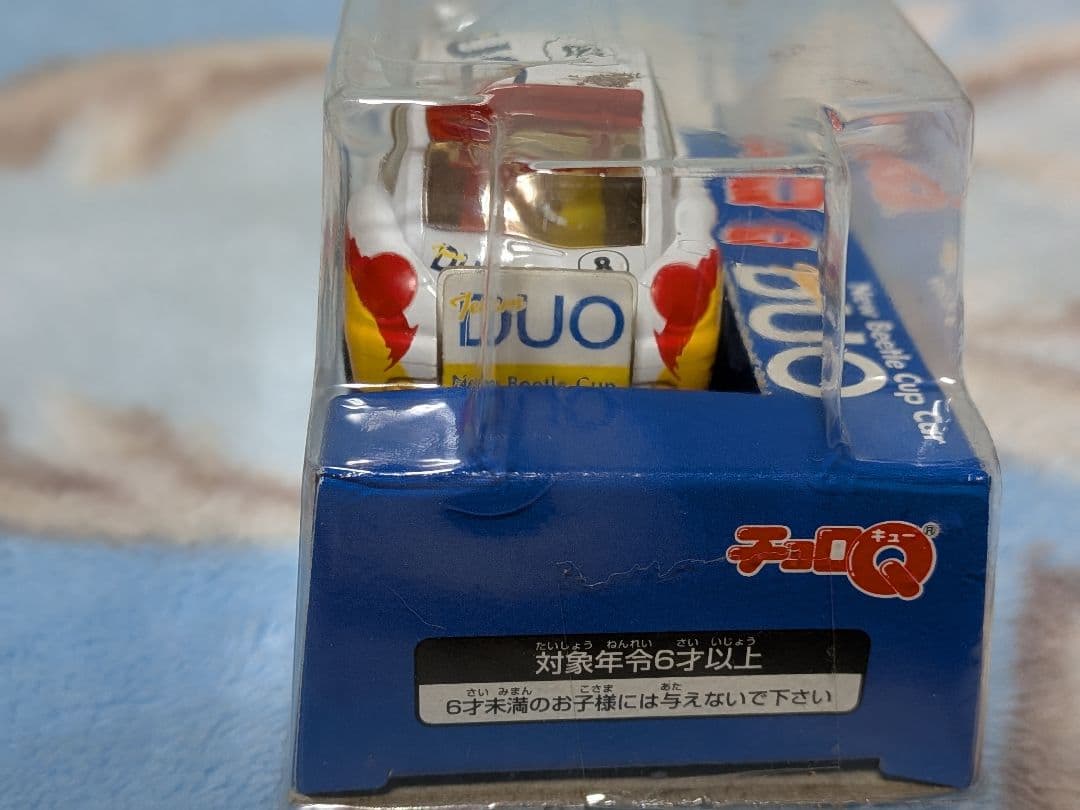 8
Team
DUO
New Beetle Cup
DUO
New Beetle Cup Car
チョロQ
キュー
®
たいしょう ねんれい さい いじょう
対象年令6才以上
さい みまん こさま あた
6才未満のお子様には与えないで下さい